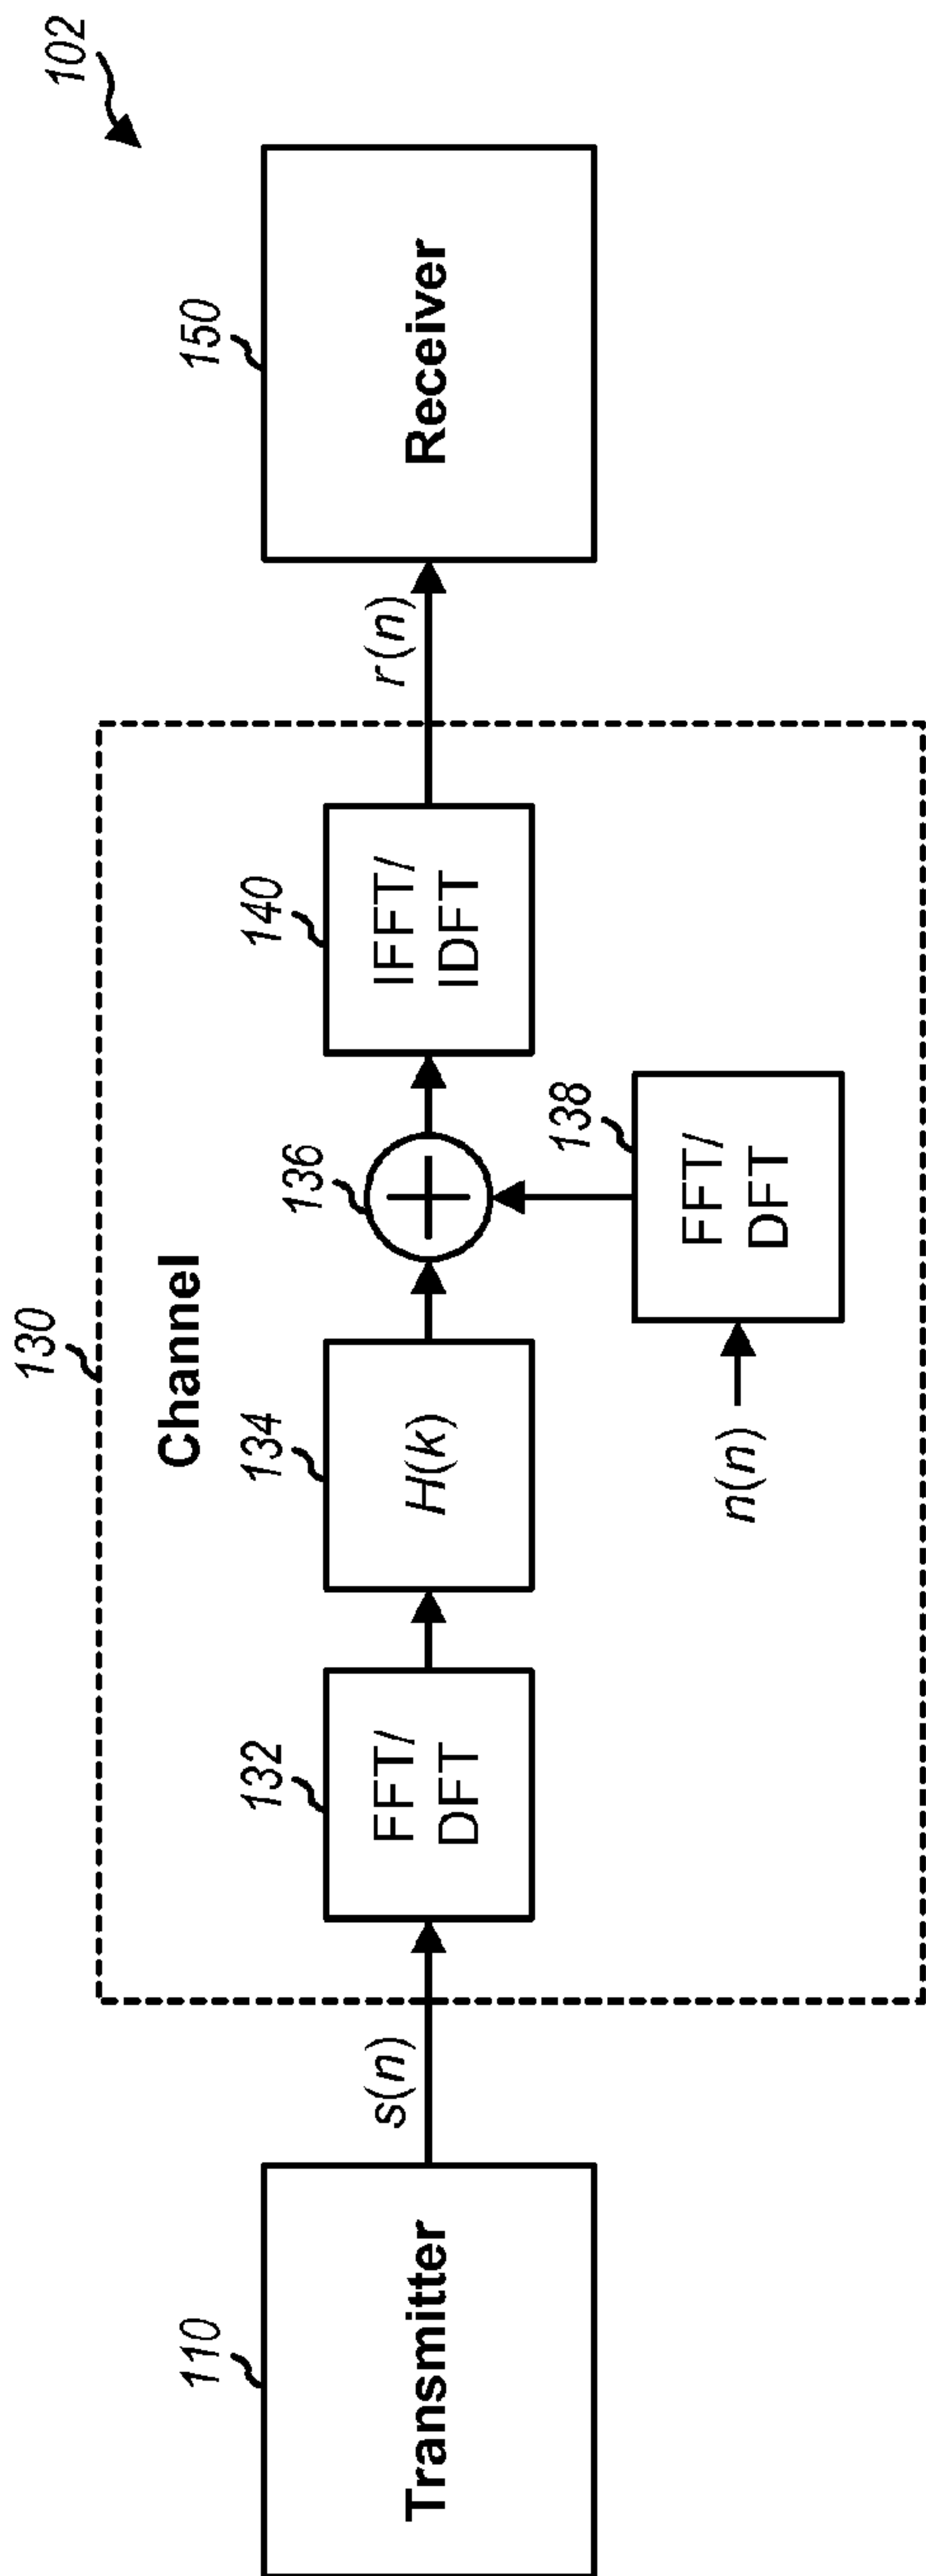 102
130
Channel
110
Transmitter
s(n)
132
FFT/
DFT
134
H(k)
136
138
FFT/
DFT
n(n)
140
IFFT/
IDFT
r(n)
150
Receiver